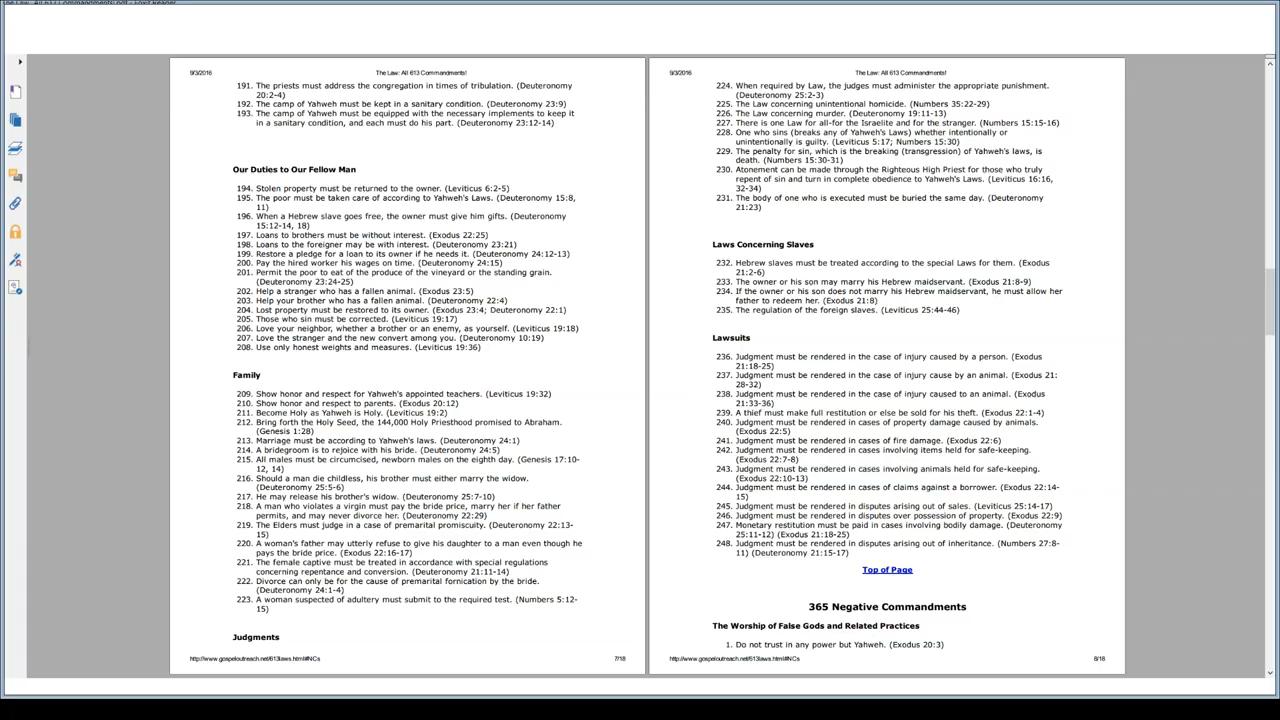 The Law: All 613 Commandments!.pdf - Foxit Reader
9/3/2016
The Law: All 613 Commandments!
191. The priests must address the congregation in times of tribulation. (Deuteronomy
20:2-4)
192. The camp of Yahweh must be kept in a sanitary condition. (Deuteronomy 23:9)
193. The camp of Yahweh must be equipped with the necessary implements to keep it
in a sanitary condition, and each must do his part. (Deuteronomy 23:12-14)
Our Duties to Our Fellow Man
194. Stolen property must be returned to the owner. (Leviticus 6:2-5)
195. The poor must be taken care of according to Yahweh's Laws. (Deuteronomy 15:8,
11)
196. When a Hebrew slave goes free, the owner must give him gifts. (Deuteronomy
15:12-14, 18)
197. Loans to brothers must be without interest. (Exodus 22:25)
198. Loans to the foreigner may be with interest. (Deuteronomy 23:21)
199. Restore a pledge for a loan to its owner if he needs it. (Deuteronomy 24:12-13)
200. Pay the hired worker his wages on time. (Deuteronomy 24:15)
201. Permit the poor to eat of the produce of the vineyard or the standing grain.
(Deuteronomy 23:24-25)
202. Help a stranger who has a fallen animal. (Exodus 23:5)
203. Help your brother who has a fallen animal. (Deuteronomy 22:4)
204. Lost property must be restored to its owner. (Exodus 23:4; Deuteronomy 22:1)
205. Those who sin must be corrected. (Leviticus 19:17)
206. Love your neighbor, whether a brother or an enemy, as yourself. (Leviticus 19:18)
207. Love the stranger and the new convert among you. (Deuteronomy 10:19)
208. Use only honest weights and measures. (Leviticus 19:36)
Family
209. Show honor and respect for Yahweh's appointed teachers. (Leviticus 19:32)
210. Show honor and respect to parents. (Exodus 20:12)
211. Become Holy as Yahweh is Holy. (Leviticus 19:2)
212. Bring forth the Holy Seed, the 144,000 Holy Priesthood promised to Abraham.
(Genesis 1:28)
213. Marriage must be according to Yahweh's laws. (Deuteronomy 24:1)
214. A bridegroom is to rejoice with his bride. (Deuteronomy 24:5)
215. All males must be circumcised, newborn males on the eighth day. (Genesis 17:10-
12, 14)
216. Should a man die childless, his brother must either marry the widow.
(Deuteronomy 25:5-6)
217. He may release his brother's widow. (Deuteronomy 25:7-10)
218. A man who violates a virgin must pay the bride price, marry her if her father
permits, and may never divorce her. (Deuteronomy 22:29)
219. The Elders must judge in a case of premarital promiscuity. (Deuteronomy 22:13-
15)
220. A woman's father may utterly refuse to give his daughter to a man even though he
pays the bride price. (Exodus 22:16-17)
221. The female captive must be treated in accordance with special regulations
concerning repentance and conversion. (Deuteronomy 21:11-14)
222. Divorce can only be for the cause of premarital fornication by the bride.
(Deuteronomy 24:1-4)
223. A woman suspected of adultery must submit to the required test. (Numbers 5:12-
15)
Judgments
http://www.gospeloutreach.net/613laws.html#NCs
7/18
9/3/2016
The Law: All 613 Commandments!
224. When required by Law, the judges must administer the appropriate punishment.
(Deuteronomy 25:2-3)
225. The Law concerning unintentional homicide. (Numbers 35:22-29)
226. The Law concerning murder. (Deuteronomy 19:11-13)
227. There is one Law for all-for the Israelite and for the stranger. (Numbers 15:15-16)
228. One who sins (breaks any of Yahweh's Laws) whether intentionally or
unintentionally is guilty. (Leviticus 5:17; Numbers 15:30)
229. The penalty for sin, which is the breaking (transgression) of Yahweh's laws, is
death. (Numbers 15:30-31)
230. Atonement can be made through the Righteous High Priest for those who truly
repent of sin and turn in complete obedience to Yahweh's Laws. (Leviticus 16:16,
32-34)
231. The body of one who is executed must be buried the same day. (Deuteronomy
21:23)
Laws Concerning Slaves
232. Hebrew slaves must be treated according to the special Laws for them. (Exodus
21:2-6)
233. The owner or his son may marry his Hebrew maidservant. (Exodus 21:8-9)
234. If the owner or his son does not marry his Hebrew maidservant, he must allow her
father to redeem her. (Exodus 21:8)
235. The regulation of the foreign slaves. (Leviticus 25:44-46)
Lawsuits
236. Judgment must be rendered in the case of injury caused by a person. (Exodus
21:18-25)
237. Judgment must be rendered in the case of injury cause by an animal. (Exodus 21:
28-32)
238. Judgment must be rendered in the case of injury caused to an animal. (Exodus
21:33-36)
239. A thief must make full restitution or else be sold for his theft. (Exodus 22:1-4)
240. Judgment must be rendered in cases of property damage caused by animals.
(Exodus 22:5)
241. Judgment must be rendered in cases of fire damage. (Exodus 22:6)
242. Judgment must be rendered in cases involving items held for safe-keeping.
(Exodus 22:7-8)
243. Judgment must be rendered in cases involving animals held for safe-keeping.
(Exodus 22:10-13)
244. Judgment must be rendered in cases of claims against a borrower. (Exodus 22:14-
15)
245. Judgment must be rendered in disputes arising out of sales. (Leviticus 25:14-17)
246. Judgment must be rendered in disputes over possession of property. (Exodus 22:9)
247. Monetary restitution must be paid in cases involving bodily damage. (Deuteronomy
25:11-12) (Exodus 21:18-25)
248. Judgment must be rendered in disputes arising out of inheritance. (Numbers 27:8-
11) (Deuteronomy 21:15-17)
Top of Page
365 Negative Commandments
The Worship of False Gods and Related Practices
1. Do not trust in any power but Yahweh. (Exodus 20:3)
http://www.gospeloutreach.net/613laws.html#NCs
8/18